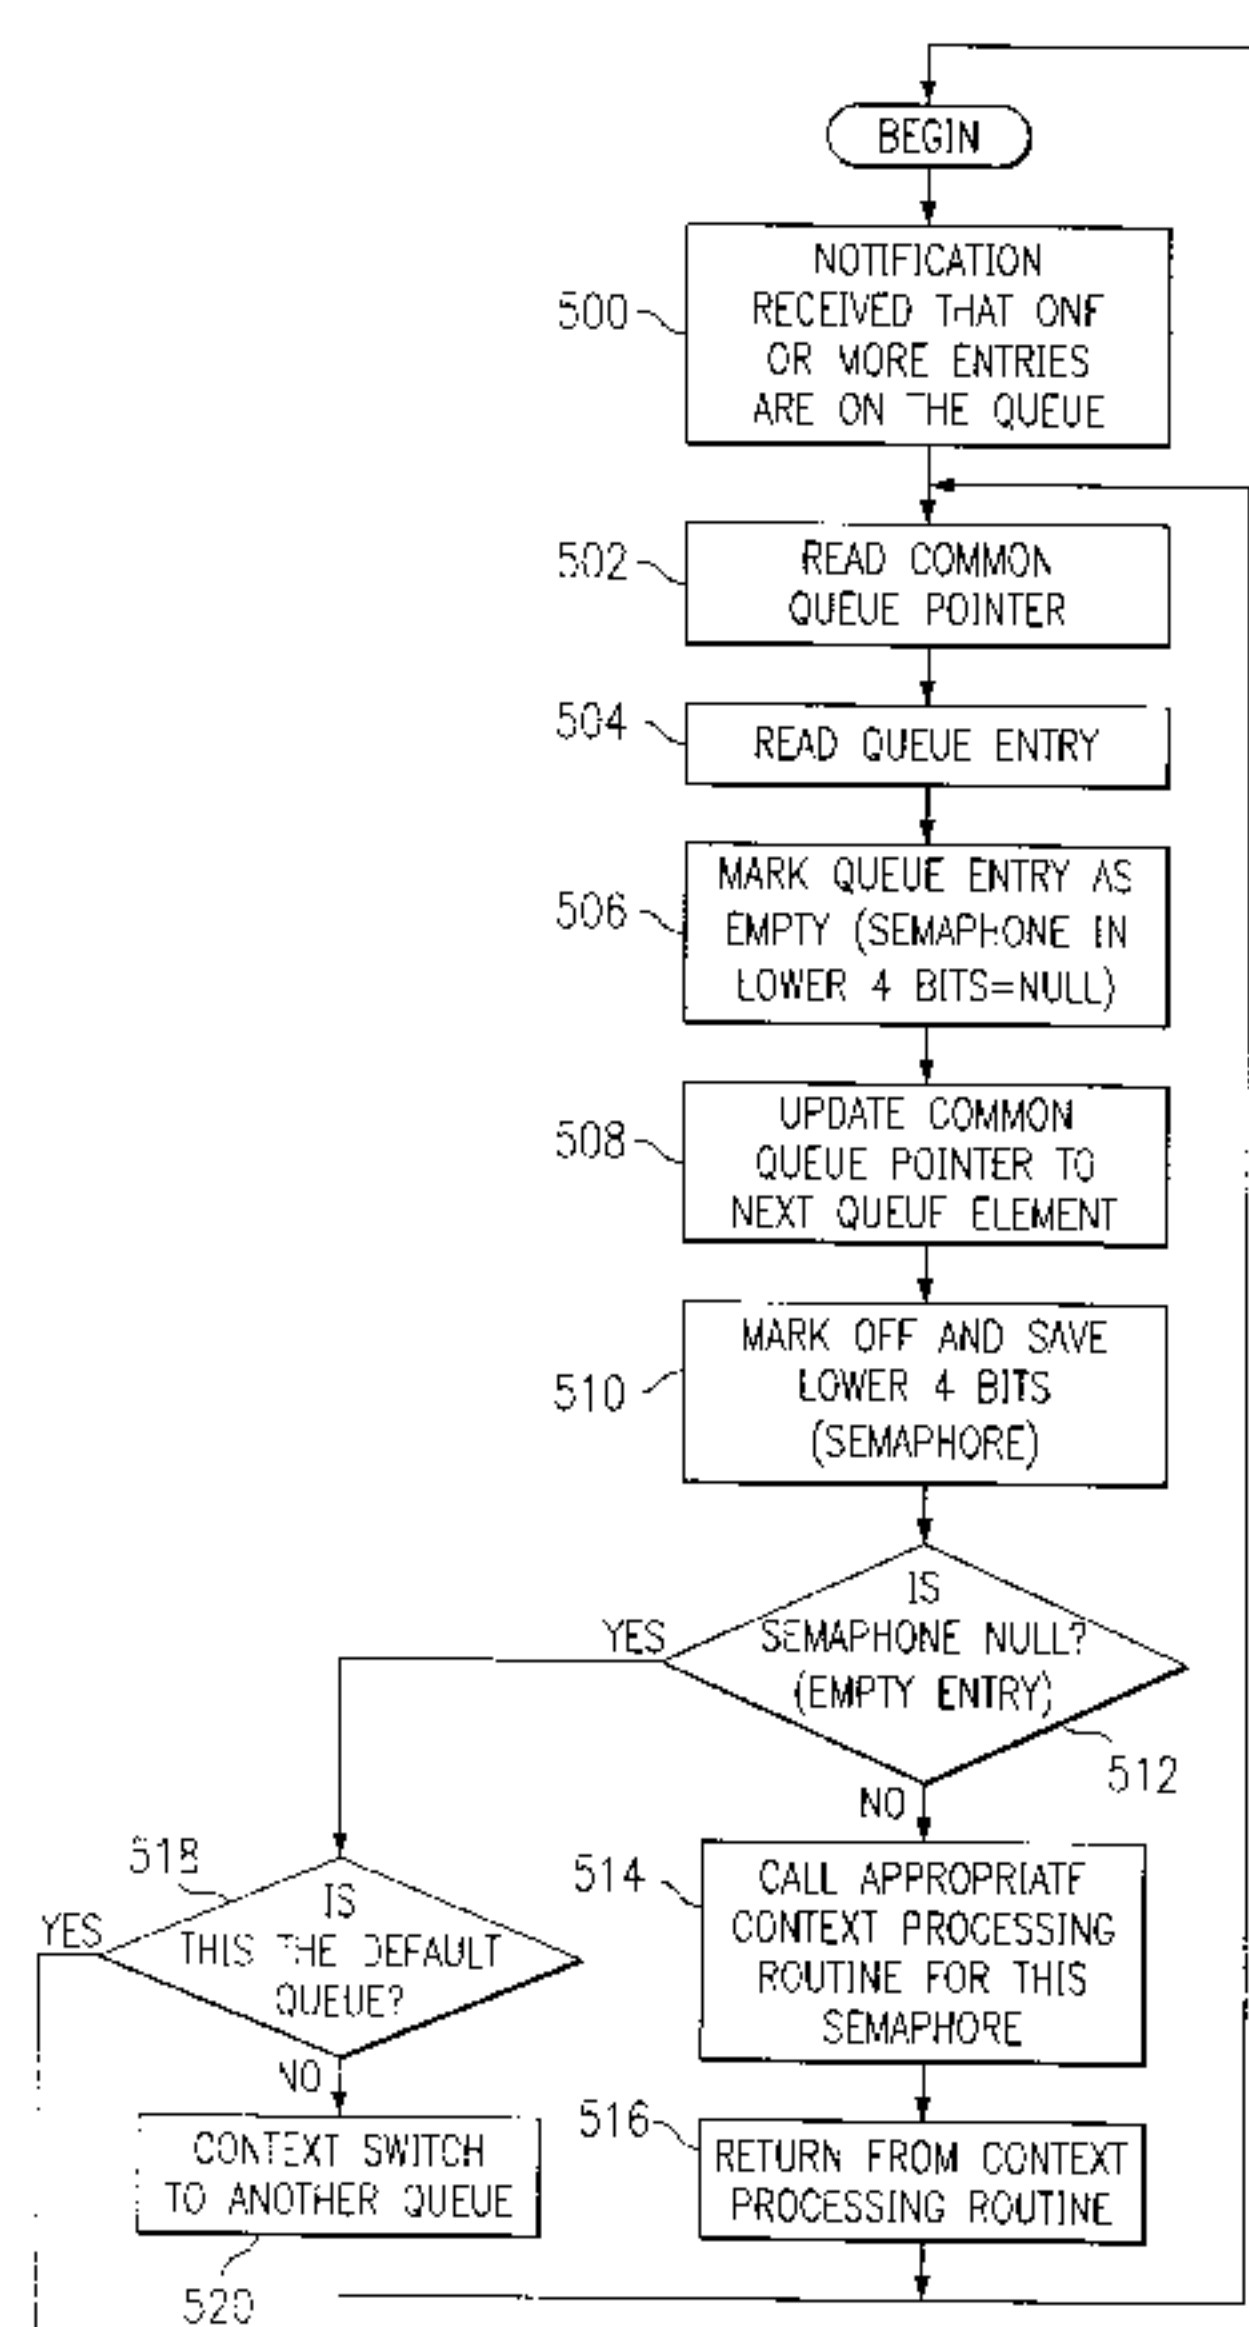 BEGIN
500
NOTIFICATION
RECEIVED THAT ONE
OR MORE ENTRIES
ARE ON THE QUEUE
502
READ COMMON
QUEUE POINTER
504
READ QUEUE ENTRY
506
MARK QUEUE ENTRY AS
EMPTY (SEMAPHONE IN
LOWER 4 BITS=NULL)
508
UPDATE COMMON
QUEUE POINTER TO
NEXT QUEUE ELEMENT
510
MARK OFF AND SAVE
LOWER 4 BITS
(SEMAPHORE)
IS
SEMAPHONE NULL?
(EMPTY ENTRY)
YES
512
NO
514
CALL APPROPRIATE
CONTEXT PROCESSING
ROUTINE FOR THIS
SEMAPHORE
516
RETURN FROM CONTEXT
PROCESSING ROUTINE
518
IS
THIS THE DEFAULT
QUEUE?
YES
NO
CONTEXT SWITCH
TO ANOTHER QUEUE
520